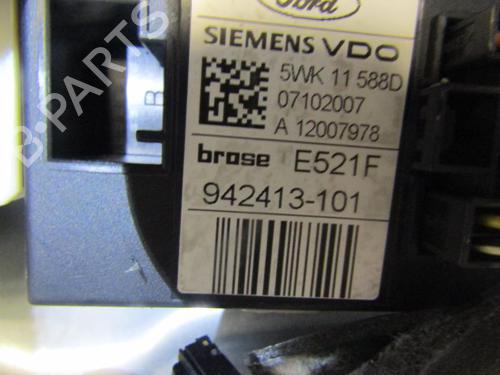 Ford
SIEMENS VDO
5WK 11 588D
07102007
A 12007978
brose E521F
942413-101
B
B-PARTS